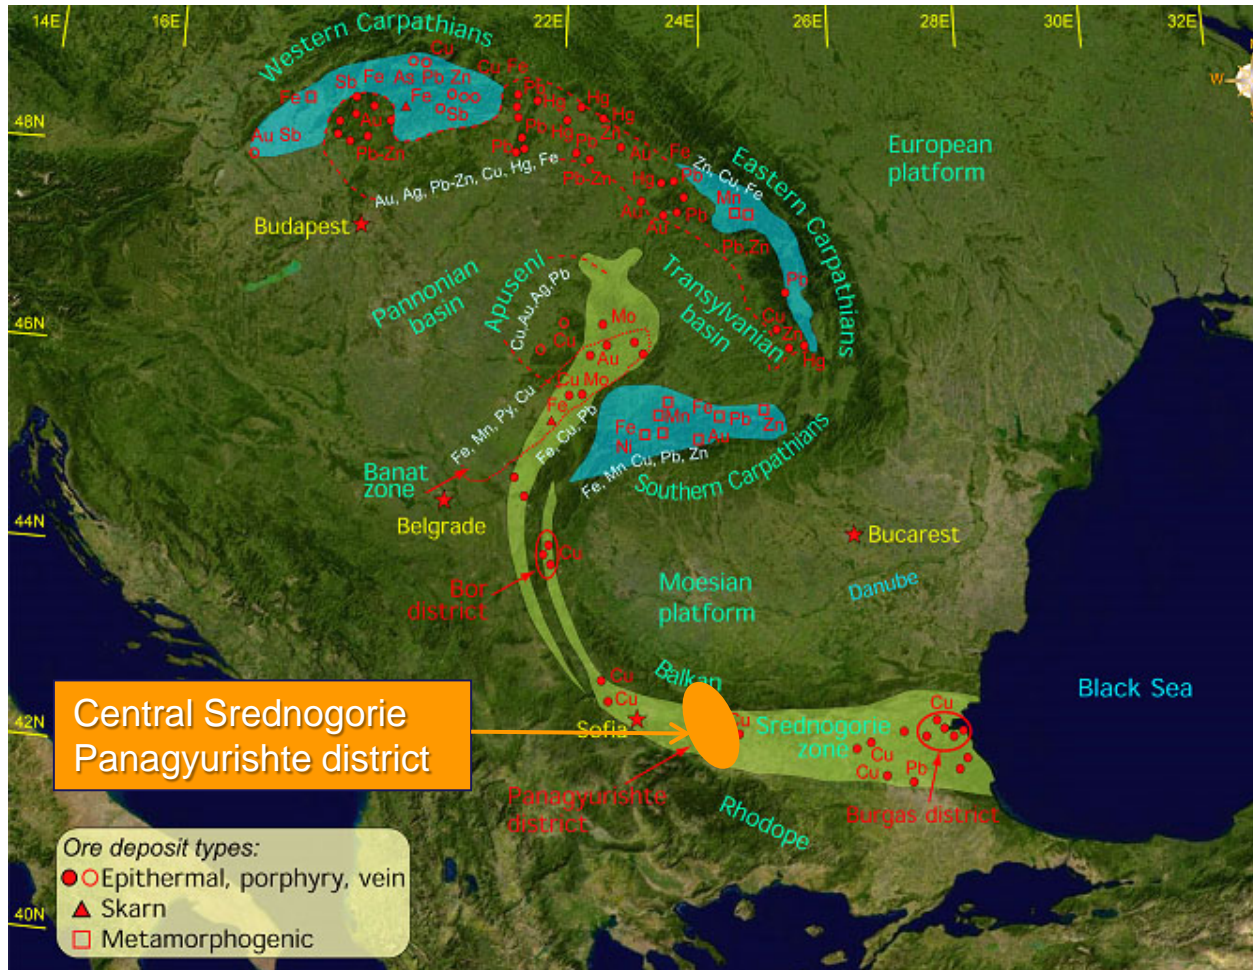 14E
16E
22E
24E
26E
28E
30E
32E
W
48N
46N
44N
42N
40N
Western Carpathians
Cu
Sb
Fe
As
Pb
Zn
Cu
Fe
Fe
Fe
Au
Sb
Au Sb
Pb-Zn
Pb
Hg
Hg
Hg
Pb
Hg
Zn
Pb
Pb
Au
Fe
Pb-Zn
Au, Ag, Pb-Zn, Cu, Hg, Fe
Hg
Pb
Au
Au
Pb
Zn, Cu, Fe
Mn
Pb,Zn
Pb
Cu
Zn
Hg
Eastern Carpathians
European
platform
Budapest
Pannonian
basin
Apuseni
Cu,Au,Ag,Pb
Transylvanian
basin
Mo
Cu
Au
Cu
Mo
Fe
Fe, Mn, Py, Cu
Fe, Cu, Pb
Fe
Mn
Fe
Pb
Zn
Ni
Au
Fe, Mn Cu, Pb, Zn
Southern Carpathians
Banat
zone
Belgrade
Bucarest
Cu
Bor
district
Moesian
platform
Danube
Balkan
Cu
Cu
Sofia
Central Srednogorie
Panagyurishte district
Cu
Srednogorie
zone
Cu
Cu
Cu
Pb
Black Sea
Panagyurishte
district
Rhodope
Burgas district
Ore deposit types:
Epithermal, porphyry, vein
Skarn
Metamorphogenic